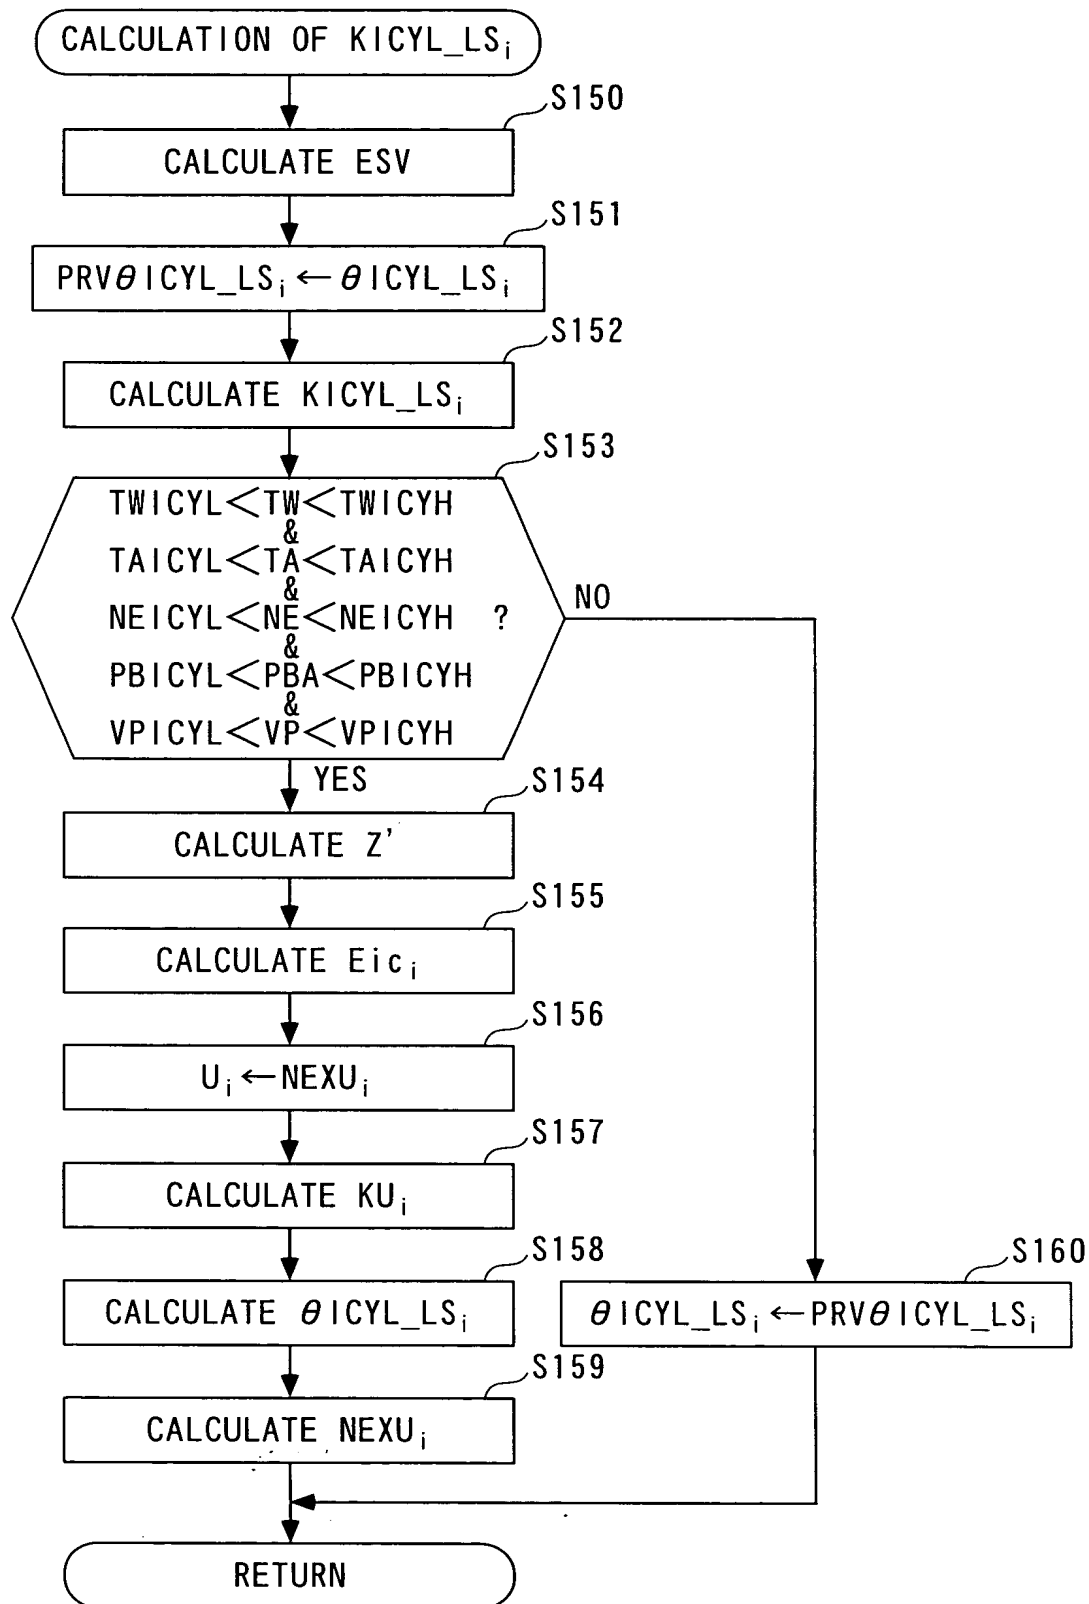 CALCULATION OF KICYL_LSi
S150
CALCULATE ESV
S151
PRVθICYL_LSi←θICYL_LSi
S152
CALCULATE KICYL_LSi
S153
TWICYL<TW<TWICYH
&
TAICYL<TA<TAICYH
&
NEICYL<NE<NEICYH ?
&
PBICYL<PBA<PBICYH
&
VPICYL<VP<VPICYH
NO
YES
S154
CALCULATE Z'
S155
CALCULATE Eici
S156
Ui←NEXUi
S157
CALCULATE KUi
S158
CALCULATE θICYL_LSi
S160
θICYL_LSi←PRVθICYL_LSi
S159
CALCULATE NEXUi
RETURN